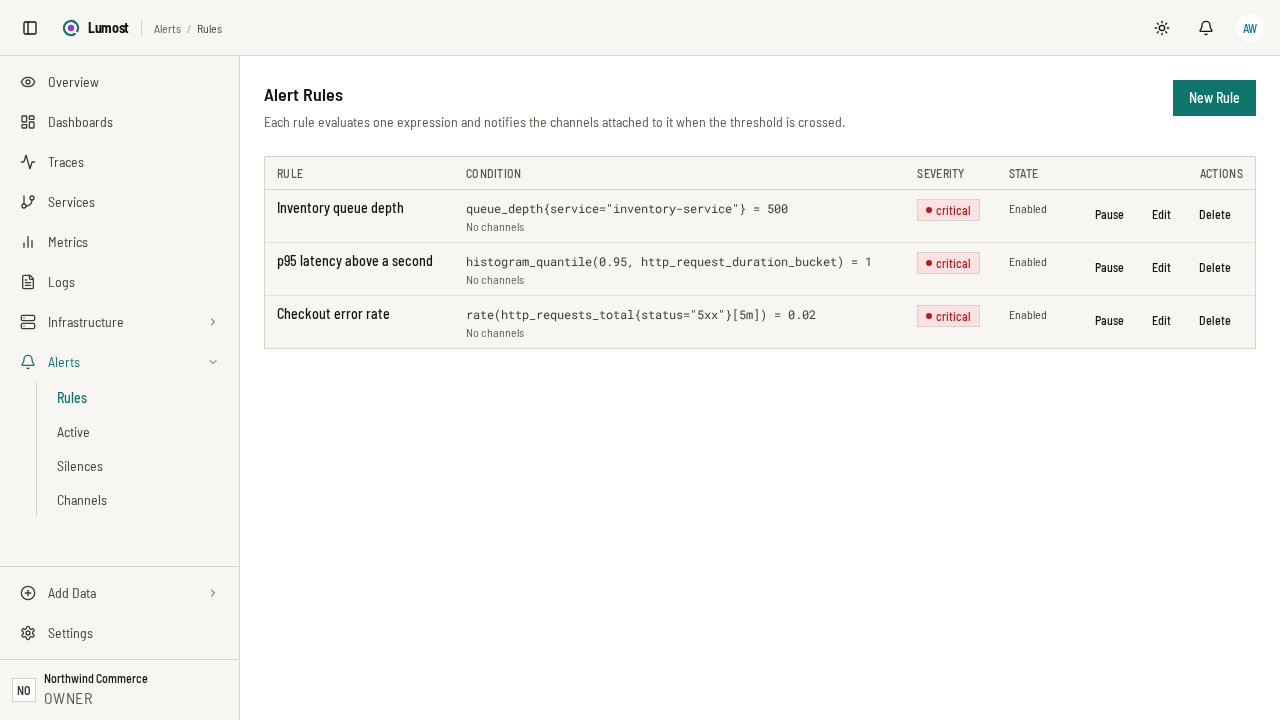 Lumost
Alerts / Rules
AW
Overview
Dashboards
Traces
Services
Metrics
Logs
Infrastructure
Alerts
Rules
Active
Silences
Channels
Add Data
Settings
NO
Northwind Commerce
OWNER
Alert Rules
Each rule evaluates one expression and notifies the channels attached to it when the threshold is crossed.
New Rule
RULE CONDITION SEVERITY STATE ACTIONS
Inventory queue depth queue_depth{service="inventory-service"} = 500 critical Enabled Pause Edit Delete
No channels
p95 latency above a second histogram_quantile(0.95, http_request_duration_bucket) = 1 critical Enabled Pause Edit Delete
No channels
Checkout error rate rate(http_requests_total{status="5xx"}[5m]) = 0.02 critical Enabled Pause Edit Delete
No channels